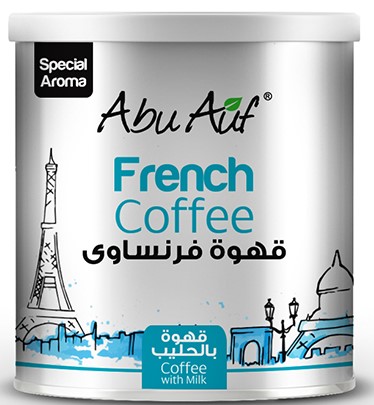 Special
Aroma
Abu Auf ®
French
Coffee
قهوة فرنساوى
قهوة
بالحليب
Coffee
with Milk